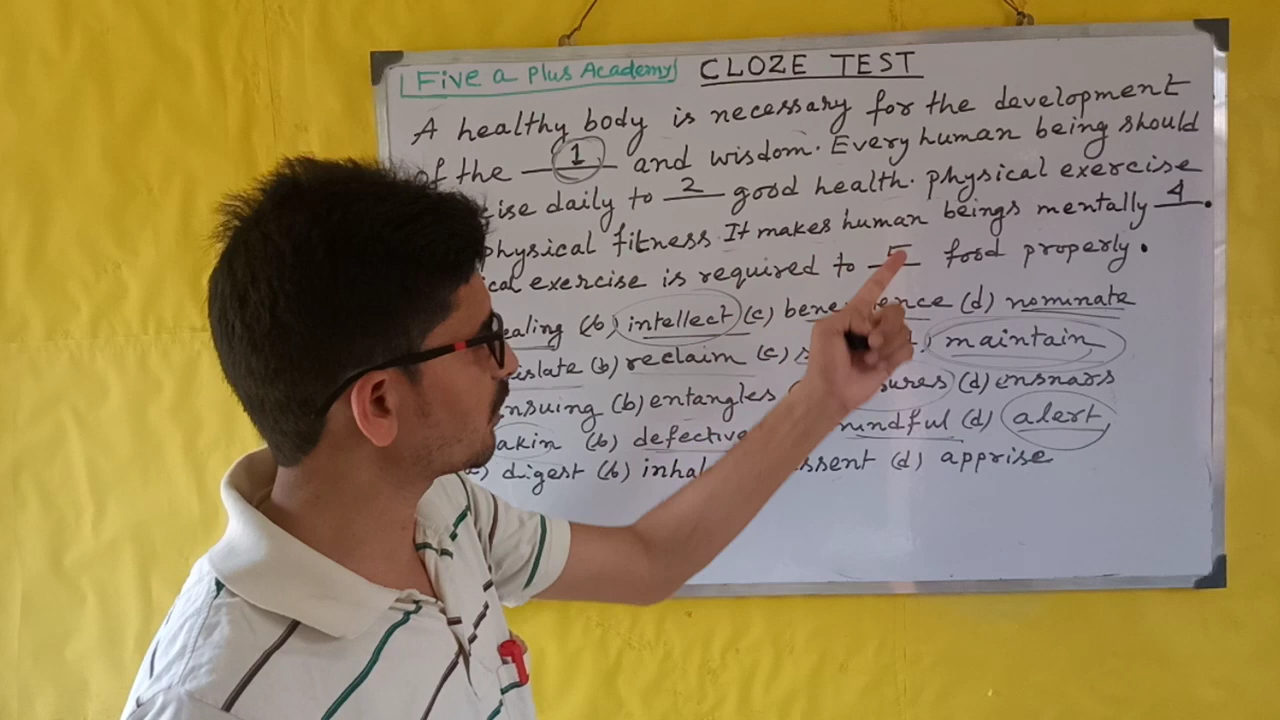 Five a Plus Academy CLOZE TEST
A healthy body is necessary for the development
of the 1 and wisdom. Every human being should
daily to 2 good health. Physical exercise
physical fitness. It makes human beings mentally 4.
exercise is required to 5 food properly.
(b) intellect (c) (d) nominate
(b) reclaim (c) maintain
(b) entangles (d) ensnars
akin (b) defective mindful (d) alert
digest (b) (d) apprise